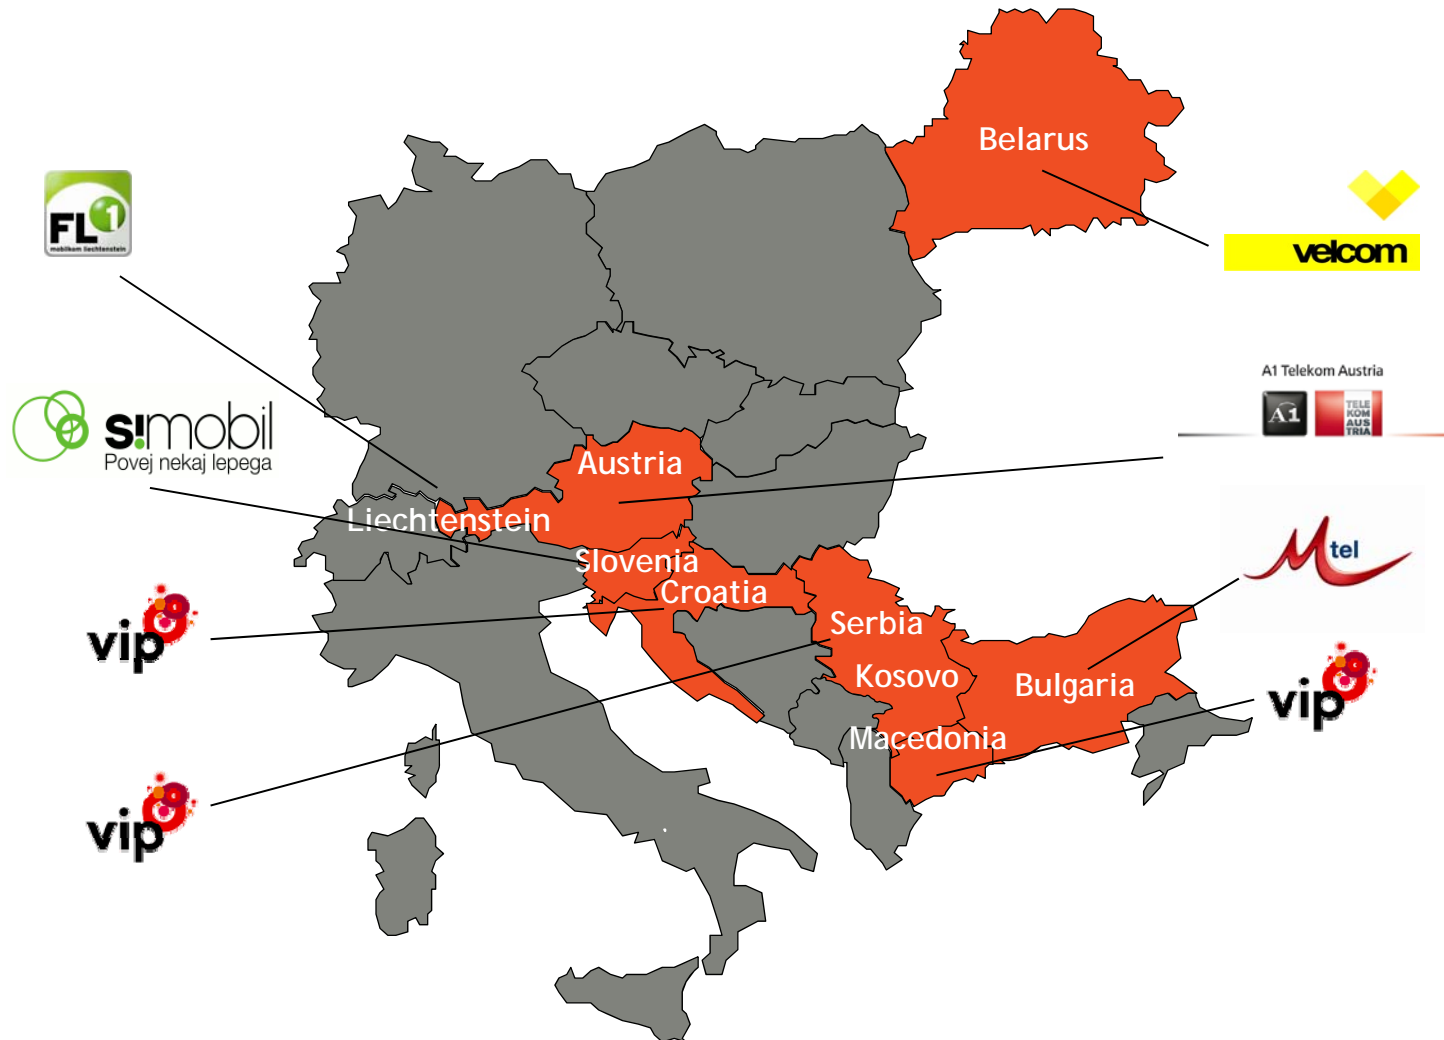 Belarus
FL1
mobilkom liechtenstein
velcom
A1 Telekom Austria
A1
TELE
KOM
AUS
TRIA
s!mobil
Povej nekaj lepega
Austria
Liechtenstein
Mtel
Slovenia
Croatia
vip
Serbia
Kosovo
Bulgaria
vip
Macedonia
vip